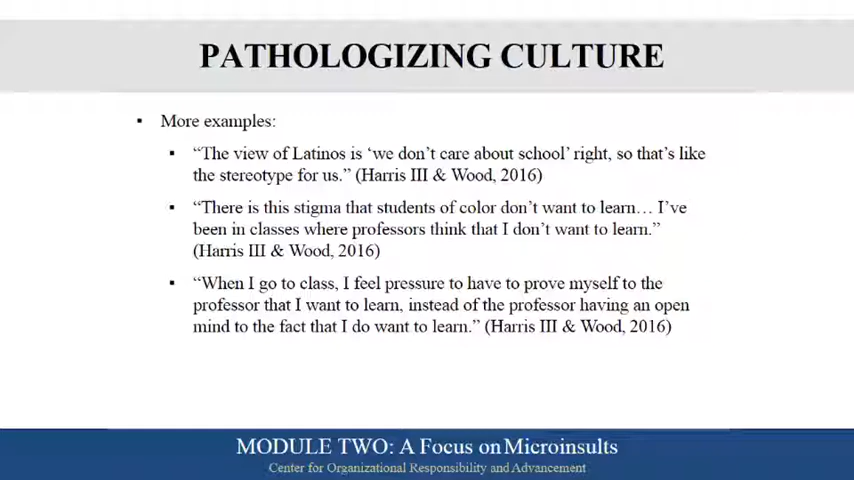 PATHOLOGIZING CULTURE
▪ More examples:
▪ “The view of Latinos is ‘we don’t care about school’ right, so that’s like
the stereotype for us.” (Harris III & Wood, 2016)
▪ “There is this stigma that students of color don’t want to learn… I’ve
been in classes where professors think that I don’t want to learn.”
(Harris III & Wood, 2016)
▪ “When I go to class, I feel pressure to have to prove myself to the
professor that I want to learn, instead of the professor having an open
mind to the fact that I do want to learn.” (Harris III & Wood, 2016)
MODULE TWO: A Focus on Microinsults
Center for Organizational Responsibility and Advancement